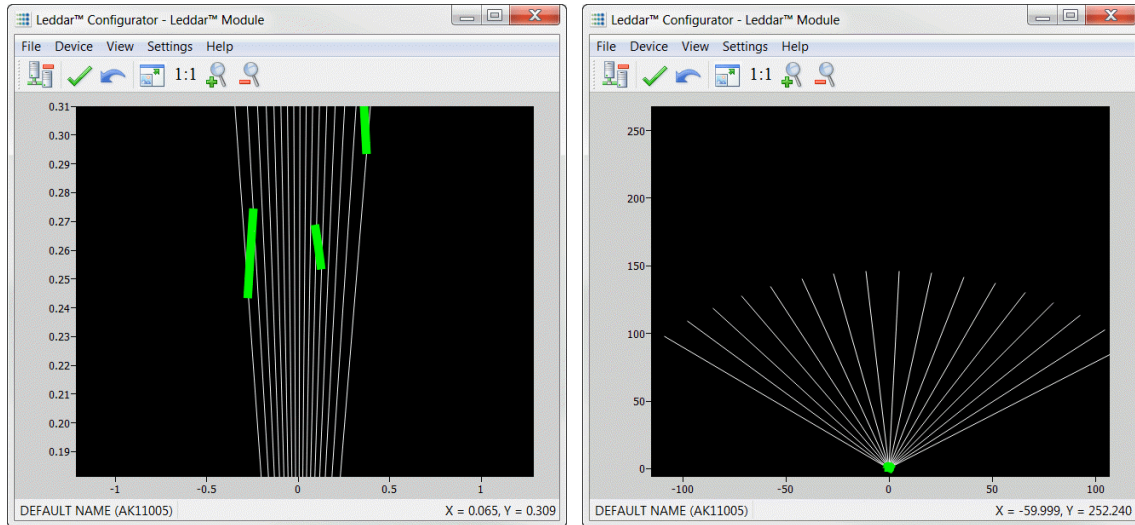 Leddar™ Configurator - Leddar™ Module
File Device View Settings Help
1:1
0.31
0.30
0.29
0.28
0.27
0.26
0.25
0.24
0.23
0.22
0.21
0.20
0.19
-1 -0.5 0 0.5 1
DEFAULT NAME (AK11005) X = 0.065, Y = 0.309
Leddar™ Configurator - Leddar™ Module
File Device View Settings Help
1:1
250
200
150
100
50
0
-100 -50 0 50 100
DEFAULT NAME (AK11005) X = -59.999, Y = 252.240